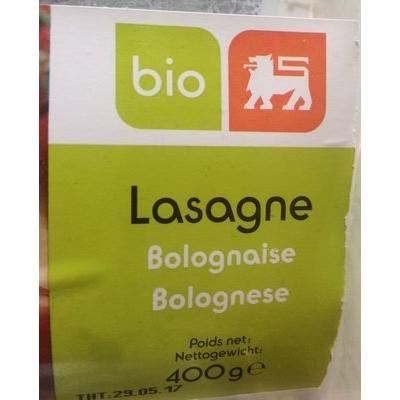 bio
Lasagne
Bolognaise
Bolognese
Poids net:
Nettogewicht:
400g e
THT:29.05.17